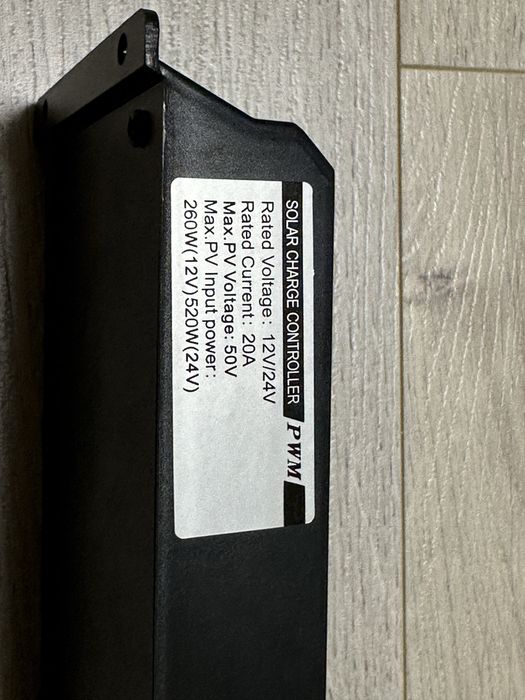 SOLAR CHARGE CONTROLLER PWM
Rated Voltage: 12V/24V
Rated Current: 20A
Max.PV Voltage: 50V
Max.PV Input power:
260W(12V)520W(24V)